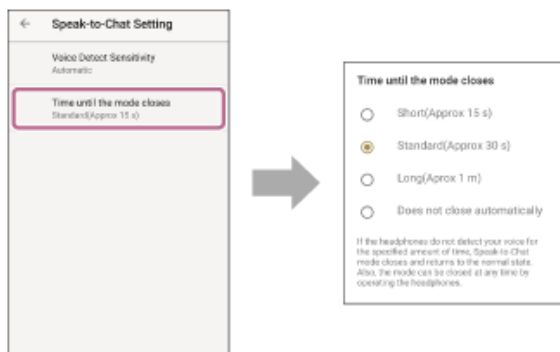 Speak-to-Chat Setting
Voice Detect Sensitivity
Automatic
Time until the mode closes
Standard(Approx 15 s)
Time until the mode closes
Short(Approx 15 s)
Standard(Approx 30 s)
Long(Aprox 1 m)
Does not close automatically
If the headphones do not detect your voice for
the specified amount of time, Speak-to-Chat
mode closes and returns to the normal state.
Also, the mode can be closed at any time by
operating the headphones.